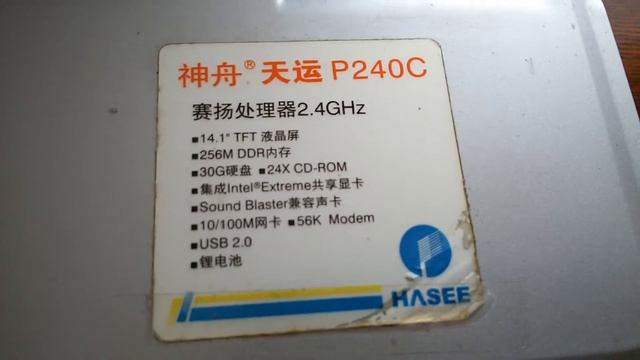 神舟® 天运 P240C
赛扬处理器2.4GHz
■14.1" TFT 液晶屏
■256M DDR内存
■30G硬盘 ■24X CD-ROM
■集成Intel®Extreme共享显卡
■Sound Blaster兼容声卡
■10/100M网卡 ■56K Modem
■USB 2.0
■锂电池
HASEE